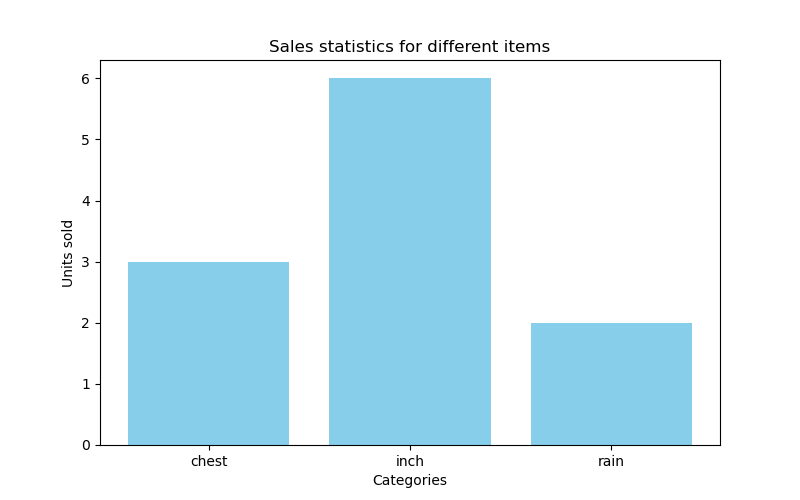 Sales statistics for different items
6
5
4
3
2
1
0
Units sold
chest inch rain
Categories